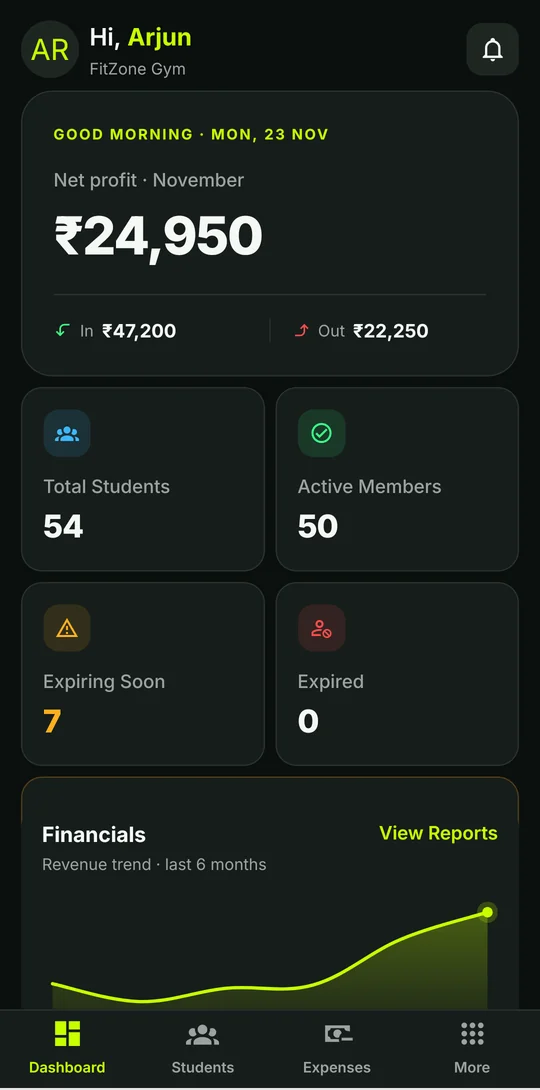 AR
Hi, Arjun
FitZone Gym
GOOD MORNING · MON, 23 NOV
Net profit · November
₹24,950
In ₹47,200
Out ₹22,250
Total Students
54
Active Members
50
Expiring Soon
7
Expired
0
Financials
View Reports
Revenue trend · last 6 months
Dashboard
Students
Expenses
More